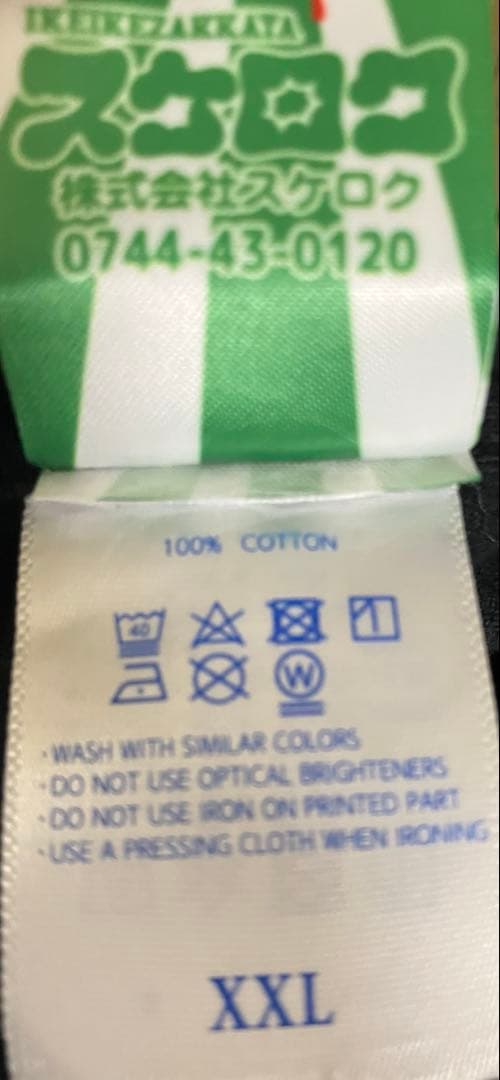 IKEIKEZAKKAYA
スケロク
株式会社スケロク
0744-43-0120
100% COTTON
40
W
·WASH WITH SIMILAR COLORS
·DO NOT USE OPTICAL BRIGHTENERS
·DO NOT USE IRON ON PRINTED PART
·USE A PRESSING CLOTH WHEN IRONING
XXL